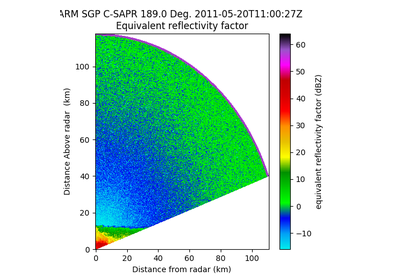 ARM SGP C-SAPR 189.0 Deg. 2011-05-20T11:00:27Z
Equivalent reflectivity factor
Distance Above radar (km)
100
80
60
40
20
0
0 20 40 60 80 100
Distance from radar (km)
60
50
40
30
20
10
0
−10
equivalent reflectivity factor (dBZ)